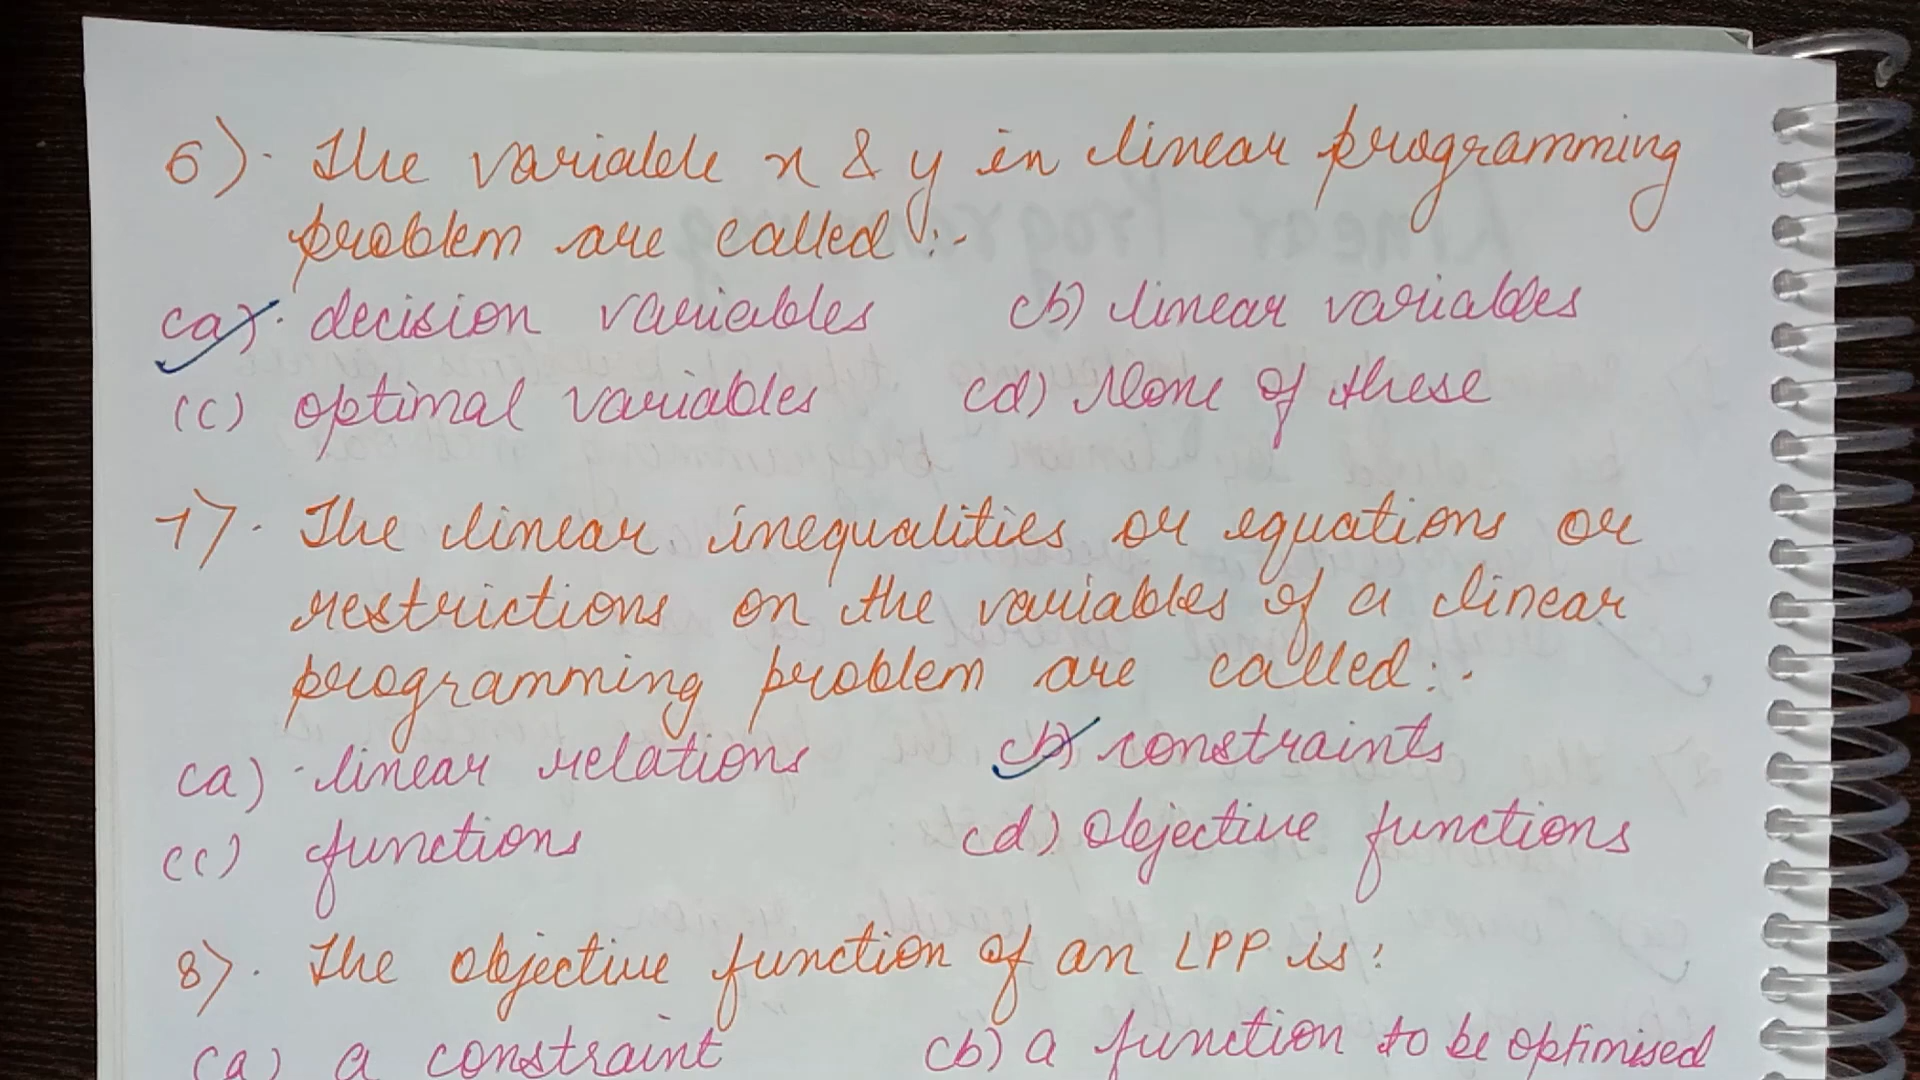 6). The variable x & y in linear programming
problem are called :-
(a). decision variables (b) linear variables
(c) optimal variables (d) None of these
7). The linear inequalities or equations or
restrictions on the variables of a linear
programming problem are called :-
(a) linear relations (b) constraints
(c) functions (d) objective functions
8). The objective function of an LPP is :
(a) a constraint (b) a function to be optimised